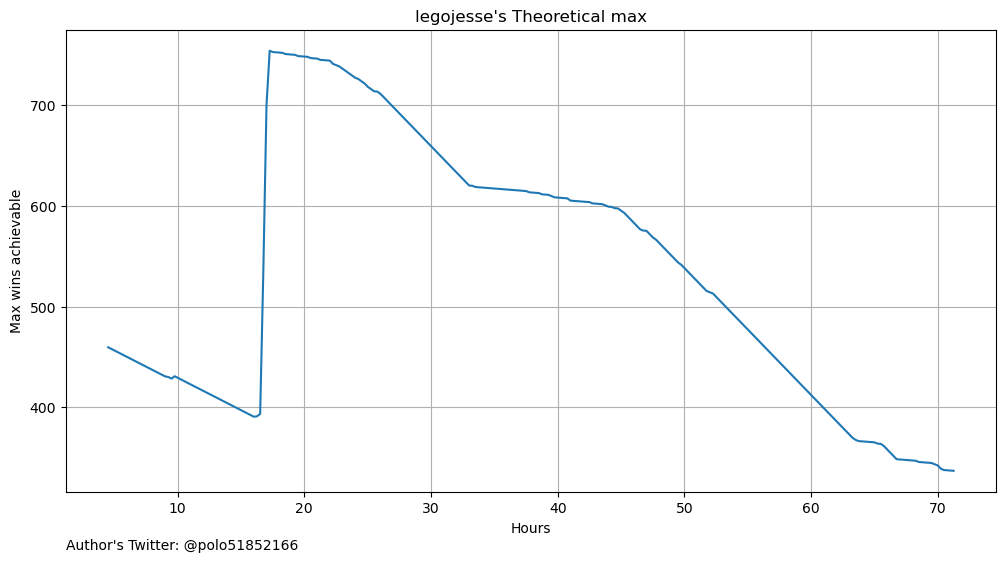 legojesse's Theoretical max
Max wins achievable
700
600
500
400
10 20 30 40 50 60 70
Hours
Author's Twitter: @polo51852166